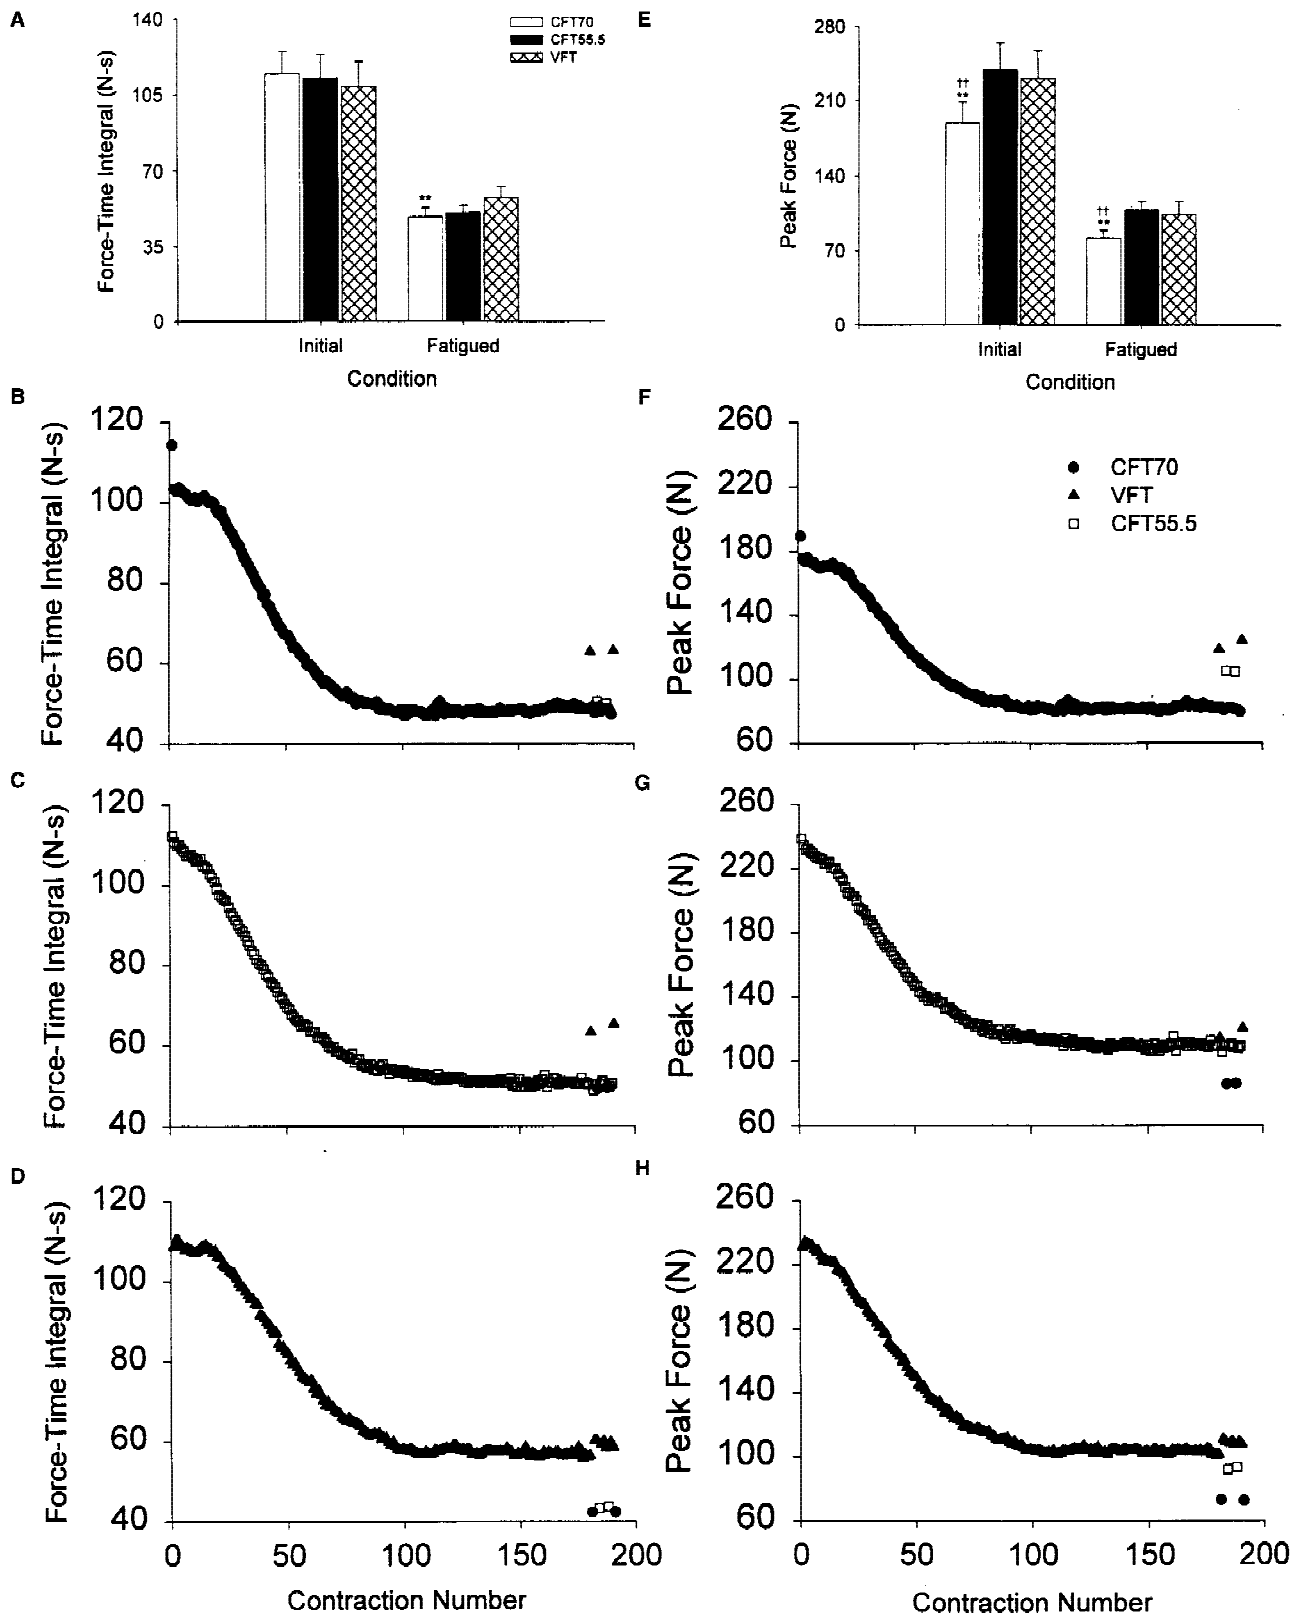 A
Force-Time Integral (N-s)
140
105
70
35
0
CFT70
CFT55.5
VFT
**
Initial
Fatigued
Condition
E
Peak Force (N)
280
210
140
70
0
††
**
††
**
Initial
Fatigued
Condition
B
Force-Time Integral (N-s)
120
100
80
60
40
F
Peak Force (N)
260
220
180
140
100
60
CFT70
VFT
CFT55.5
C
Force-Time Integral (N-s)
120
100
80
60
40
G
Peak Force (N)
260
220
180
140
100
60
D
Force-Time Integral (N-s)
120
100
80
60
40
0 50 100 150 200
Contraction Number
H
Peak Force (N)
260
220
180
140
100
60
0 50 100 150 200
Contraction Number